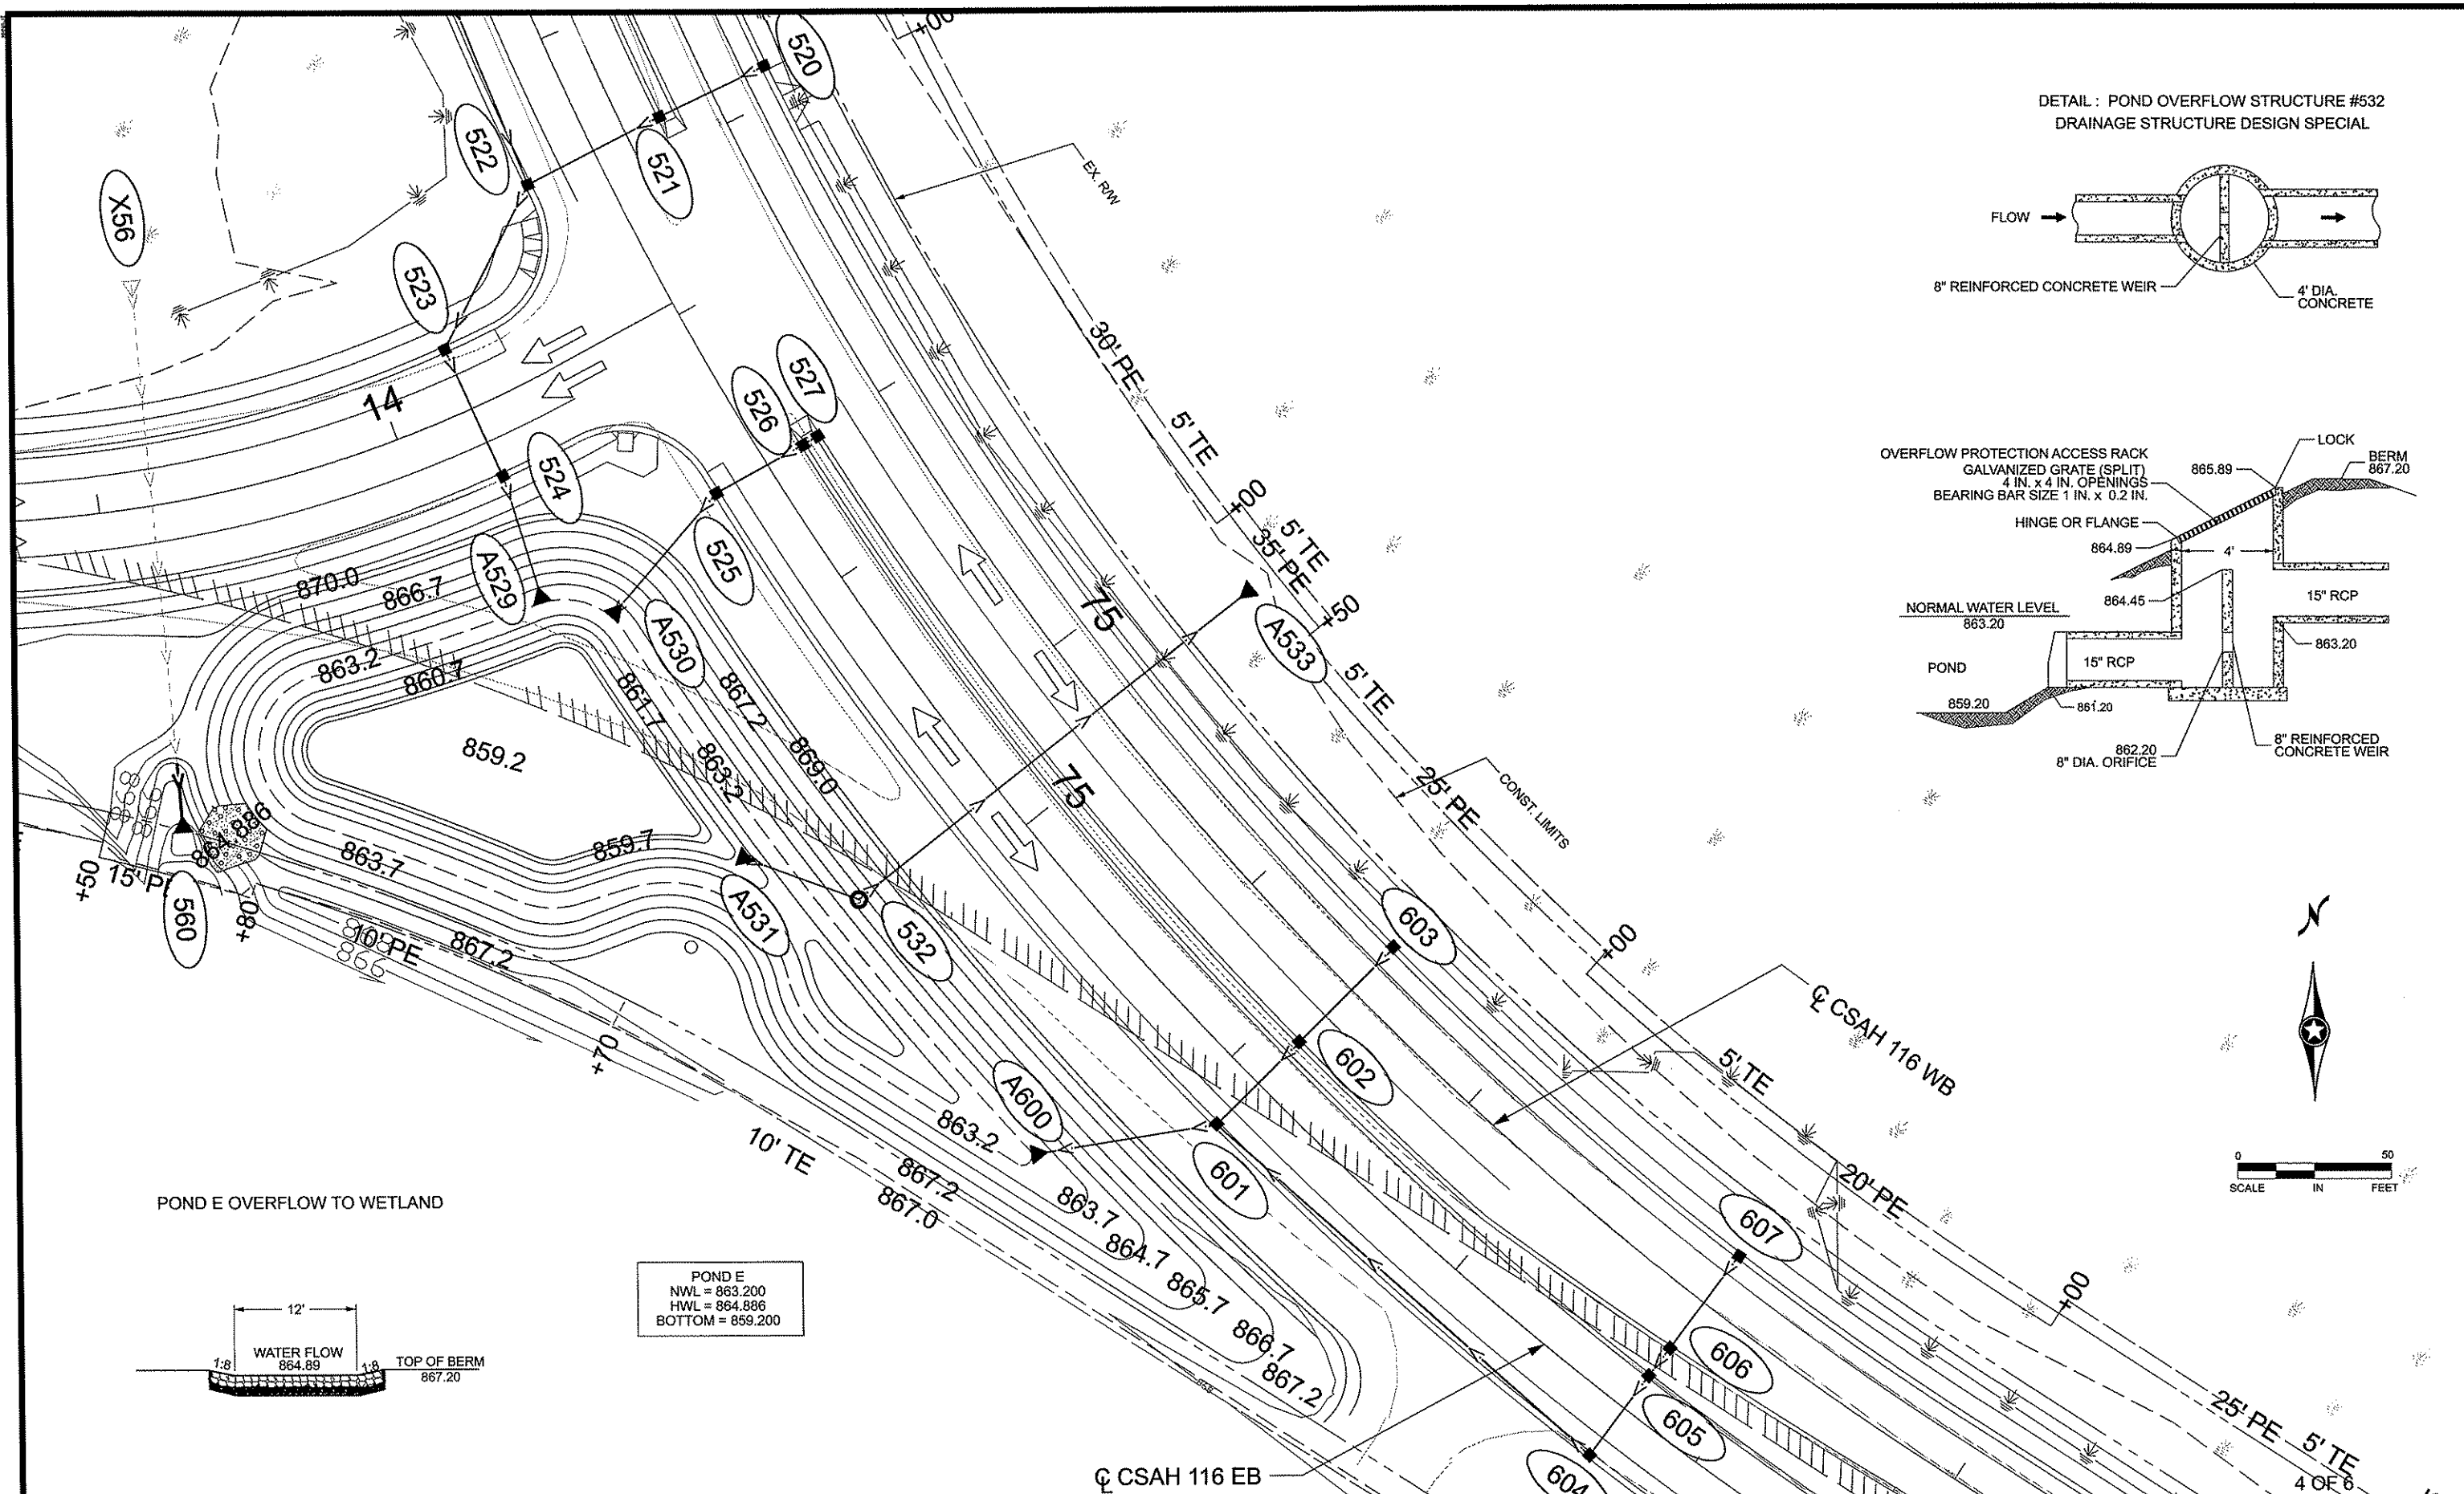 +00
520
DETAIL : POND OVERFLOW STRUCTURE #532
DRAINAGE STRUCTURE DESIGN SPECIAL
522
521
EX. R/W
X56
FLOW
8" REINFORCED CONCRETE WEIR
4' DIA.
CONCRETE
523
30' PE
14
526
527
5' TE
524
525
+00
5' TE
35' PE
+50
OVERFLOW PROTECTION ACCESS RACK
GALVANIZED GRATE (SPLIT)
4 IN. x 4 IN. OPENINGS
BEARING BAR SIZE 1 IN. x 0.2 IN.
LOCK
865.89
BERM
867.20
HINGE OR FLANGE
864.89
4'
864.45
15" RCP
NORMAL WATER LEVEL
863.20
863.20
POND
15" RCP
859.20
861.20
862.20
8" DIA. ORIFICE
8" REINFORCED
CONCRETE WEIR
A529
870.0
866.7
A530
75
A533
863.2
860.7
861.7
867.2
5' TE
859.2
863.2
869.0
75
25' PE
CONST. LIMITS
868
866
864.886
863.7
859.7
+50
15' PE
560
+80
868
866
10' PE
867.2
A531
532
603
+00
+70
602
℄ CSAH 116 WB
5' TE
A600
863.2
10' TE
867.2
867.0
601
20' PE
0
50
SCALE
IN
FEET
607
863.7
864.7
865.7
866.7
867.2
POND E OVERFLOW TO WETLAND
12'
WATER FLOW
864.89
1:8
1:8
TOP OF BERM
867.20
POND E
NWL = 863.200
HWL = 864.886
BOTTOM = 859.200
606
605
604
+00
25' PE
5' TE
℄ CSAH 116 EB
4 OF 6